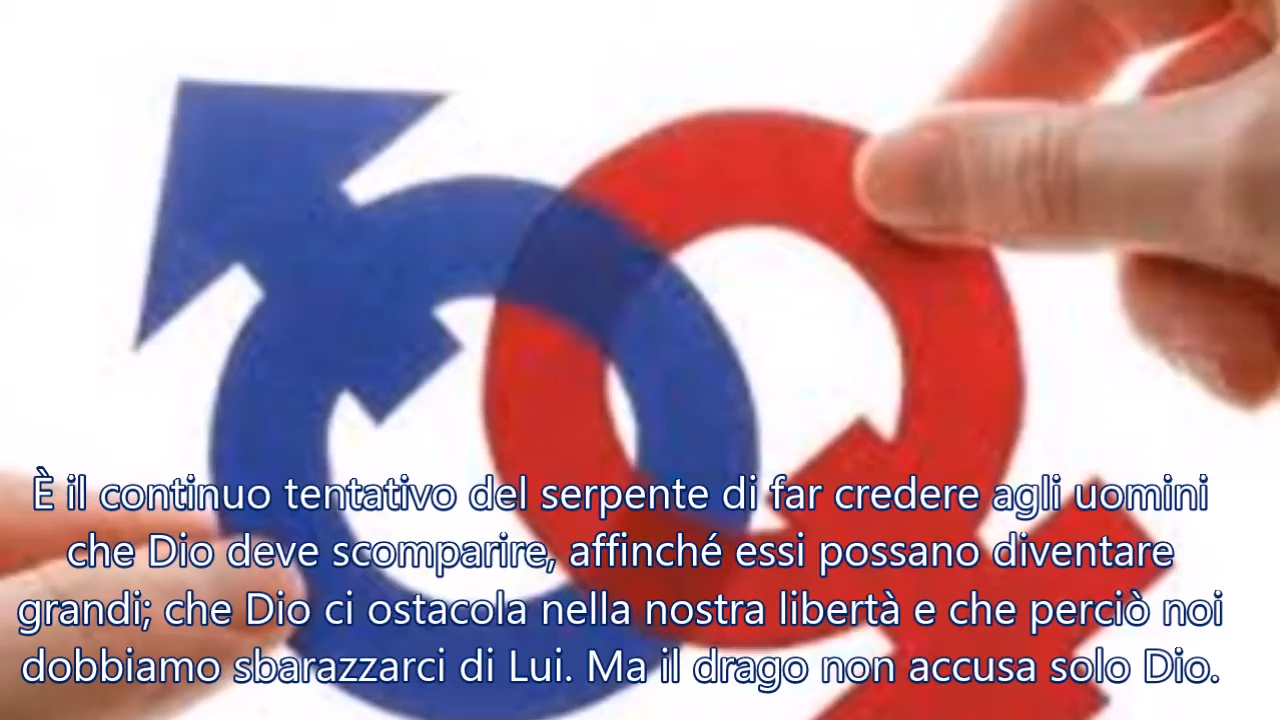 È il continuo tentativo del serpente di far credere agli uomini
che Dio deve scomparire, affinché essi possano diventare
grandi; che Dio ci ostacola nella nostra libertà e che perciò noi
dobbiamo sbarazzarci di Lui. Ma il drago non accusa solo Dio.